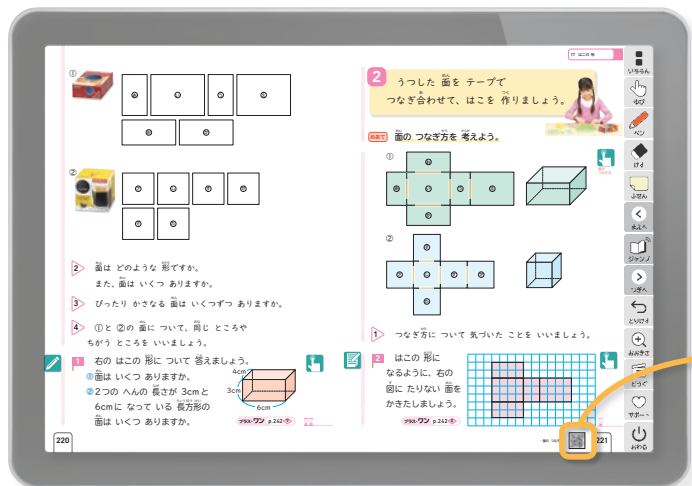 ①
②
2 面は どのような 形ですか。
また、面は いくつ ありますか。
3 ぴったり かさなる 面は いくつずつ ありますか。
4 ①と ②の 面に ついて、同じ ところや
ちがう ところを いいましょう。
1 右の はこの 形に ついて 答えましょう。
❶面は いくつ ありますか。
❷2つの へんの 長さが 3cmと
6cmに なって いる 長方形の
面は いくつ ありますか。
4cm
3cm
6cm
プラス・ワン p.242
220
17 はこの 形
2 うつした 面を テープで
つなぎ合わせて、はこを 作りましょう。
めあて 面の つなぎ方を 考えよう。
①
②
1 つなぎ方に ついて 気づいた ことを いいましょう。
2 はこの 形に
なるように、右の
図に たりない 面を
かきたしましょう。
プラス・ワン p.242
221
いちらん
ゆび
ペン
けす
ふせん
まえへ
ジャンプ
つぎへ
とりけす
おおきさ
どうぐ
サポート
おわる